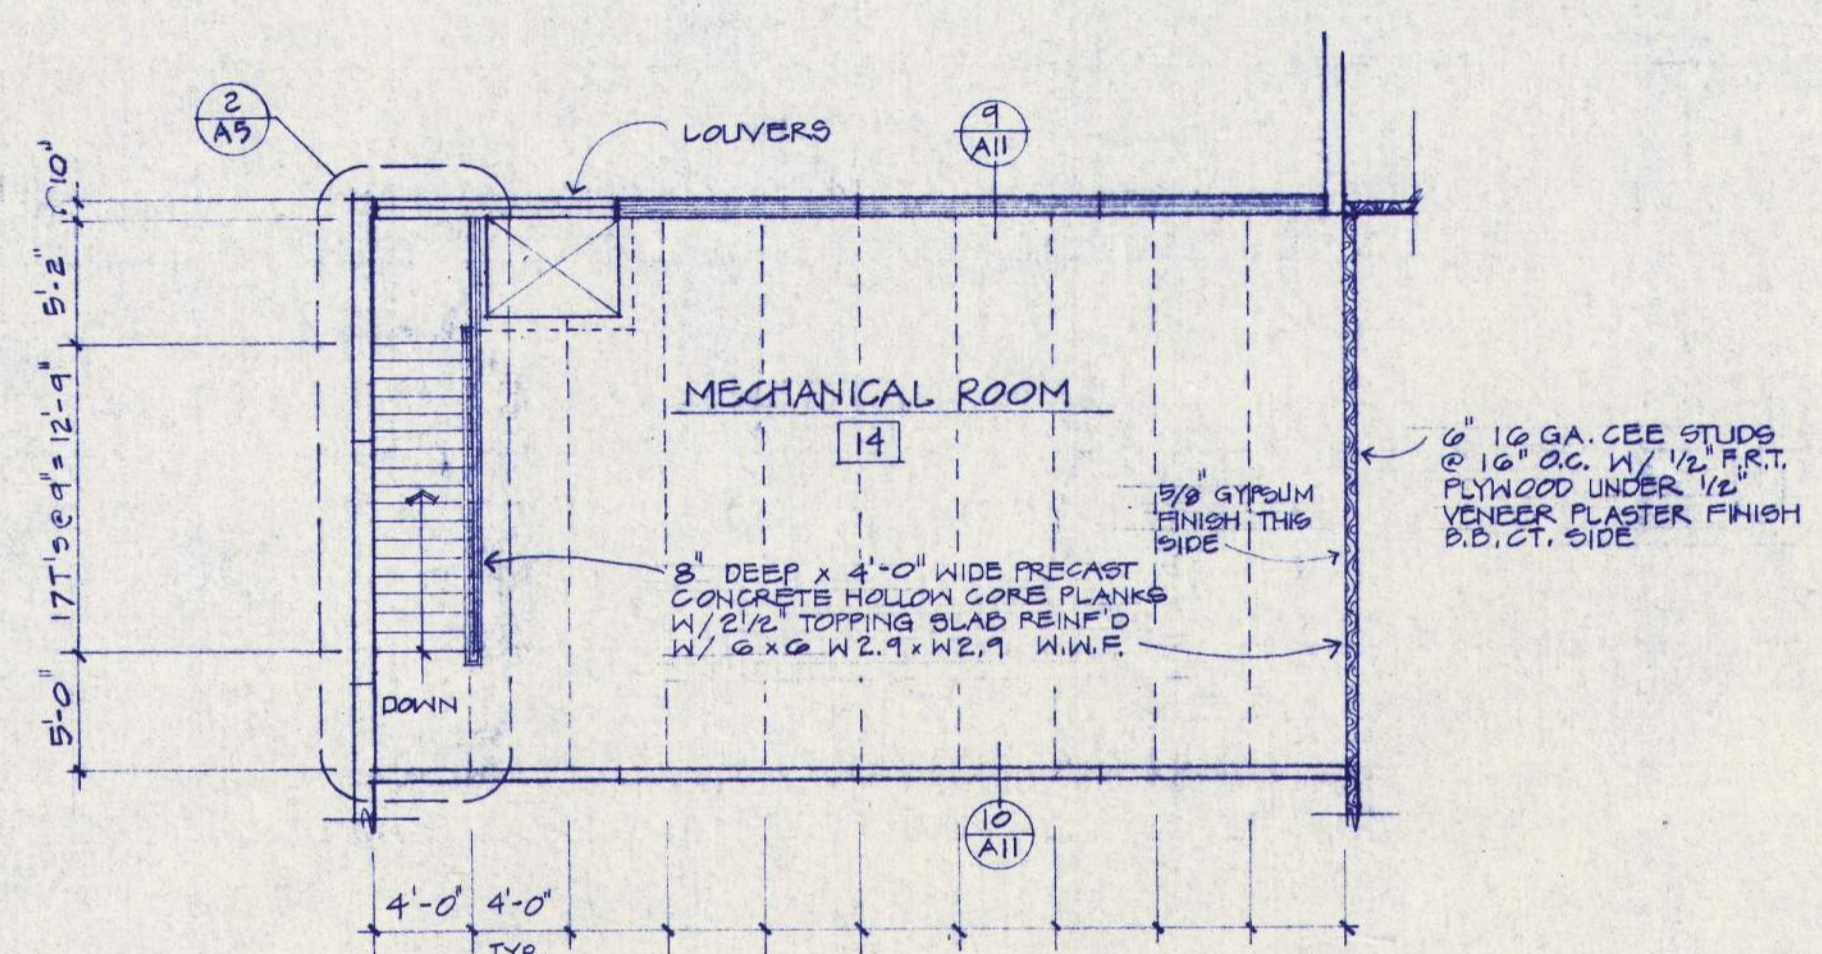 2
A5
LOUVERS
9
A11
10"
5'-2"
17T'S@9"=12'-9"
5'-0"
MECHANICAL ROOM
14
6" 16 GA. CEE STUDS
@ 16" O.C. W/ 1/2" F.R.T.
PLYWOOD UNDER 1/2"
VENEER PLASTER FINISH
B.B. CT. SIDE
5/8" GYPSUM
FINISH THIS
SIDE
8" DEEP x 4'-0" WIDE PRECAST
CONCRETE HOLLOW CORE PLANKS
W/ 2 1/2" TOPPING SLAB REINF'D
W/ 6 x 6 W2.9 x W2.9 W.W.F.
DOWN
10
A11
4'-0" 4'-0"
TYP